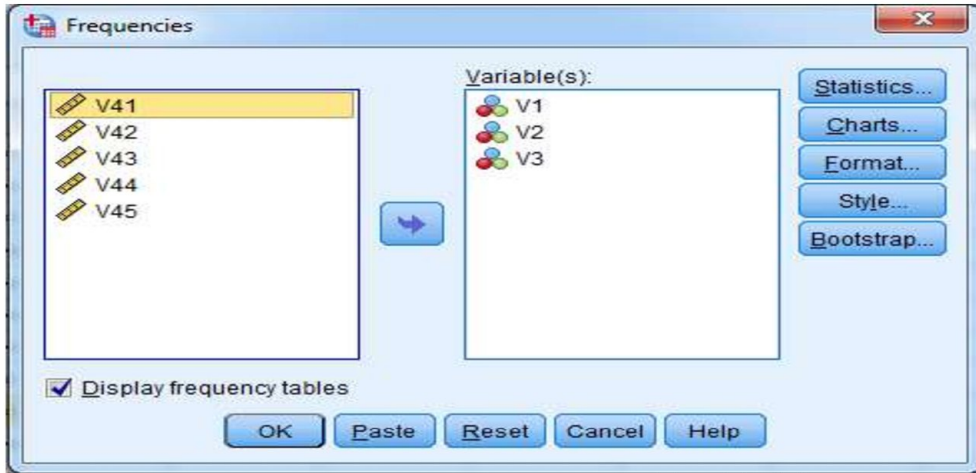 Frequencies
Variable(s):
V41
V42
V43
V44
V45
V1
V2
V3
Statistics...
Charts...
Format...
Style...
Bootstrap...
Display frequency tables
OK Paste Reset Cancel Help